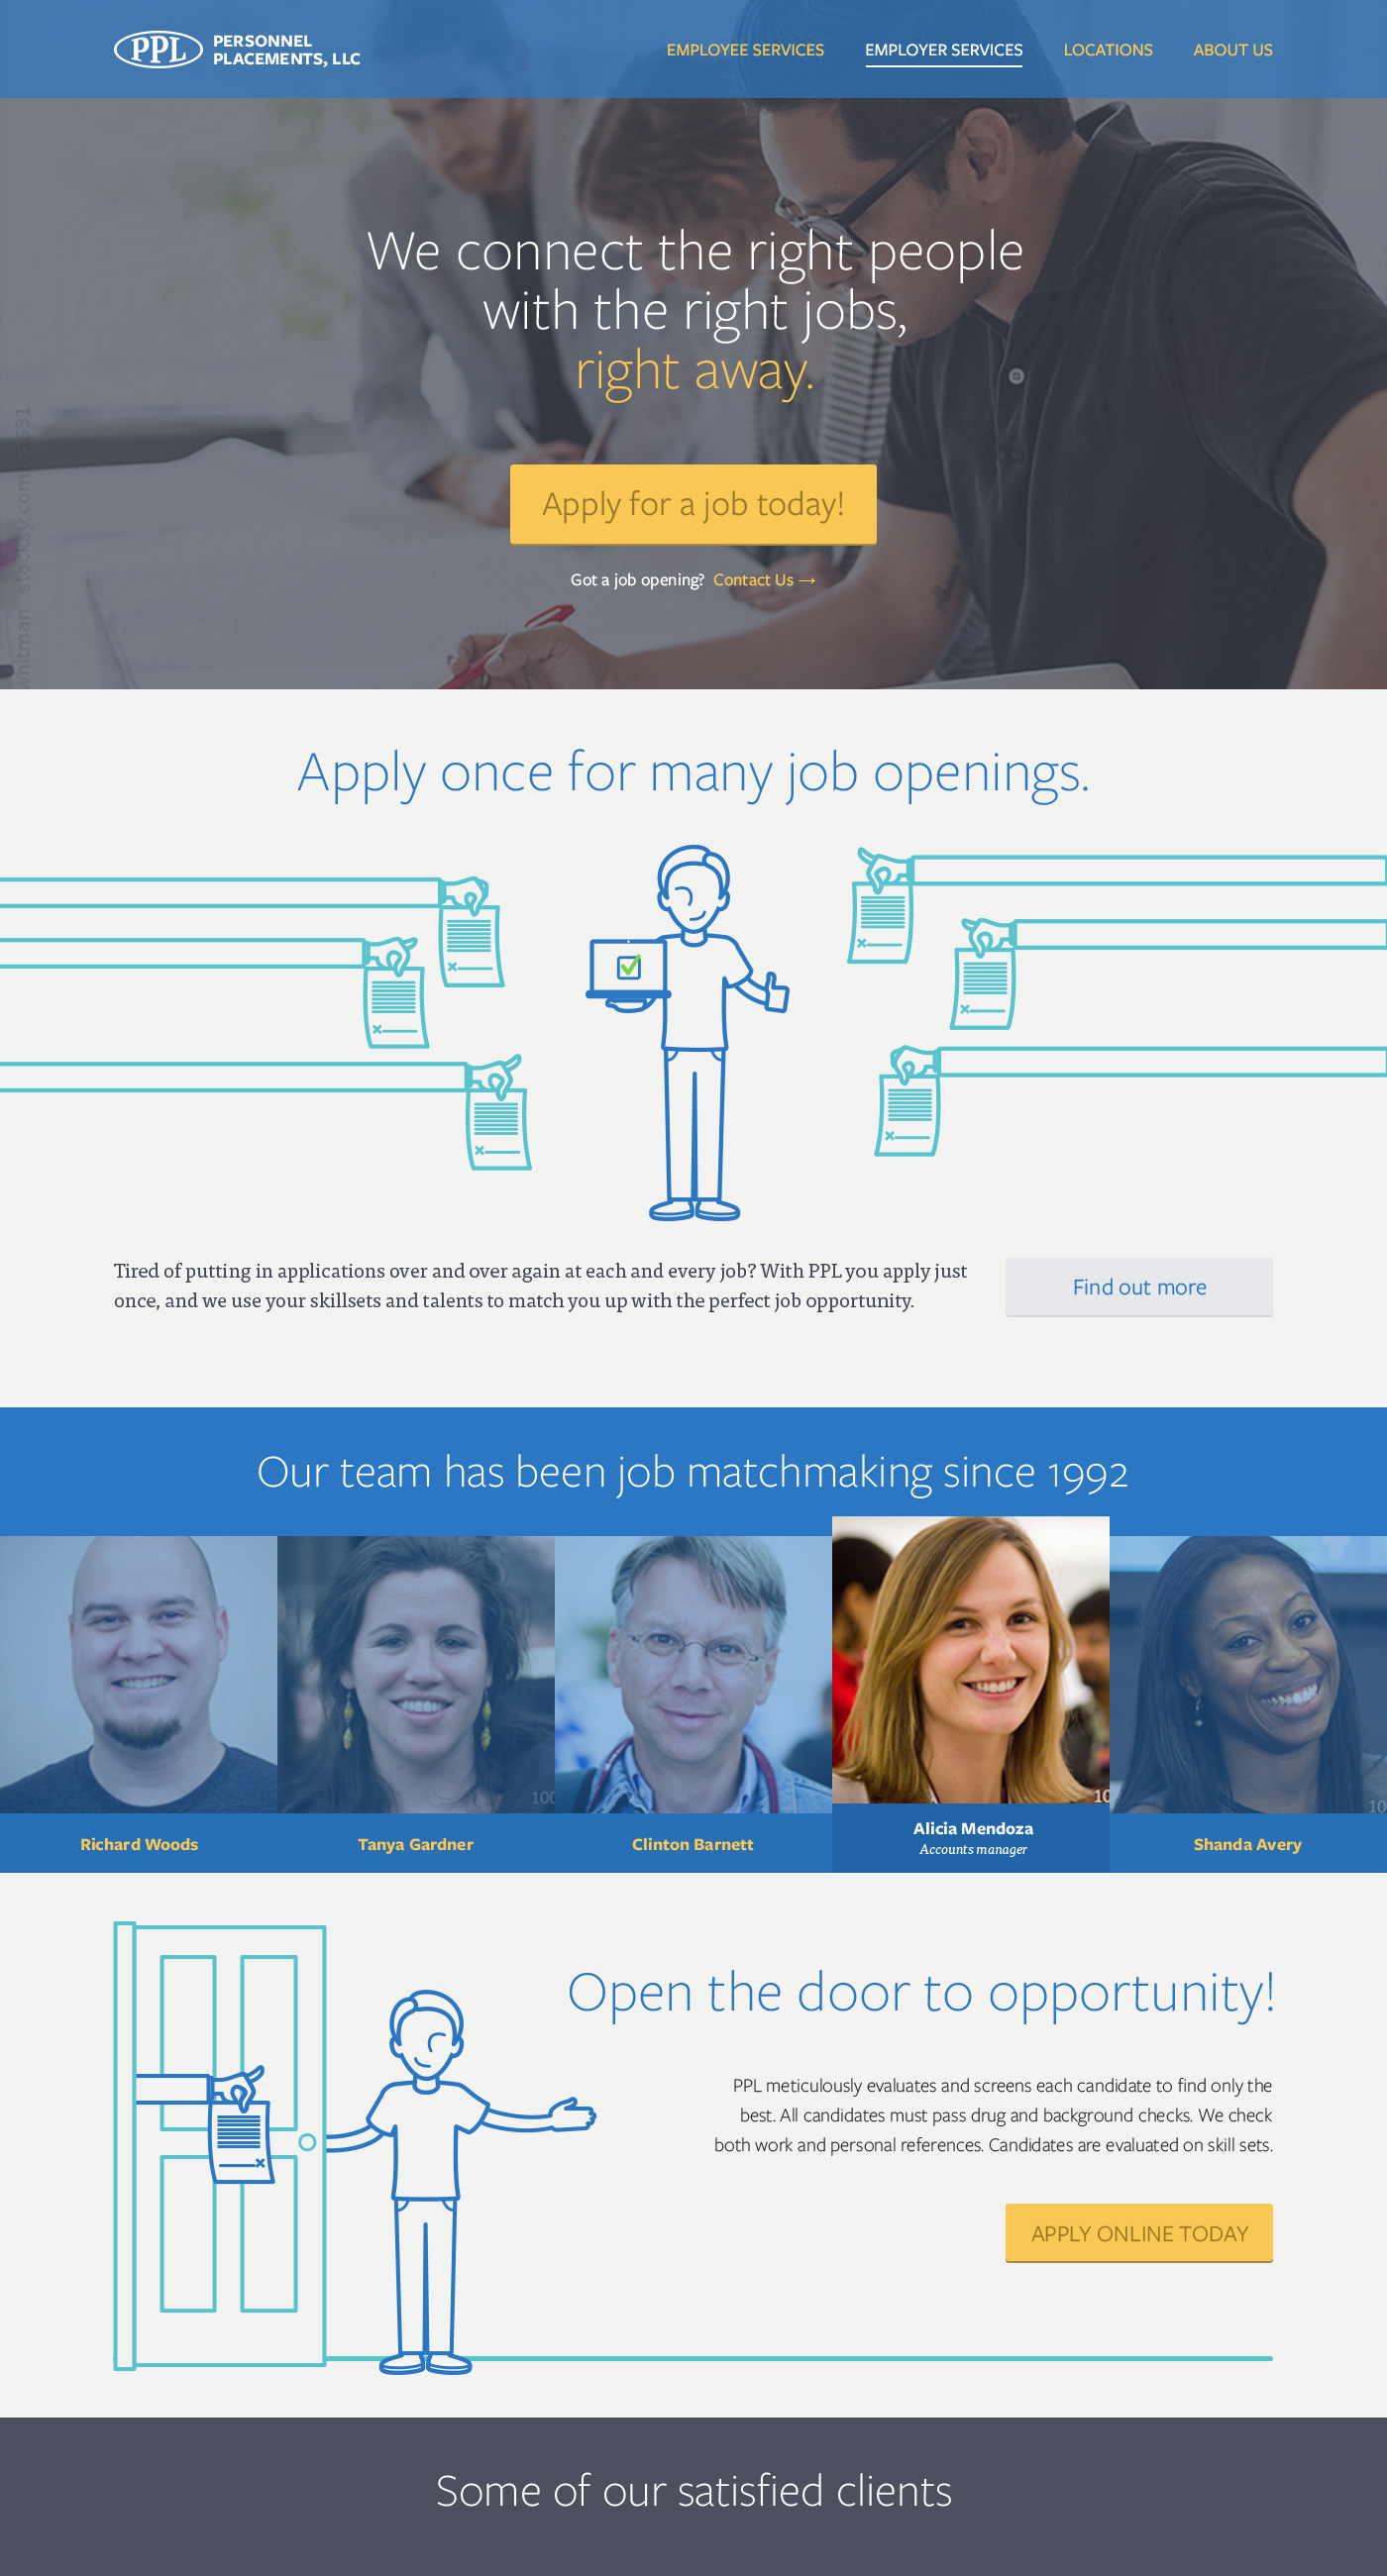 PPL
PERSONNEL
PLACEMENTS, LLC
EMPLOYEE SERVICES
EMPLOYER SERVICES
LOCATIONS
ABOUT US
We connect the right people
with the right jobs,
right away.
Apply for a job today!
Got a job opening? Contact Us →
Apply once for many job openings.
Tired of putting in applications over and over again at each and every job? With PPL you apply just
once, and we use your skillsets and talents to match you up with the perfect job opportunity.
Find out more
Our team has been job matchmaking since 1992
100
10
10
Richard Woods
Tanya Gardner
Clinton Barnett
Alicia Mendoza
Accounts manager
Shanda Avery
Open the door to opportunity!
PPL meticulously evaluates and screens each candidate to find only the
best. All candidates must pass drug and background checks. We check
both work and personal references. Candidates are evaluated on skill sets.
APPLY ONLINE TODAY
Some of our satisfied clients